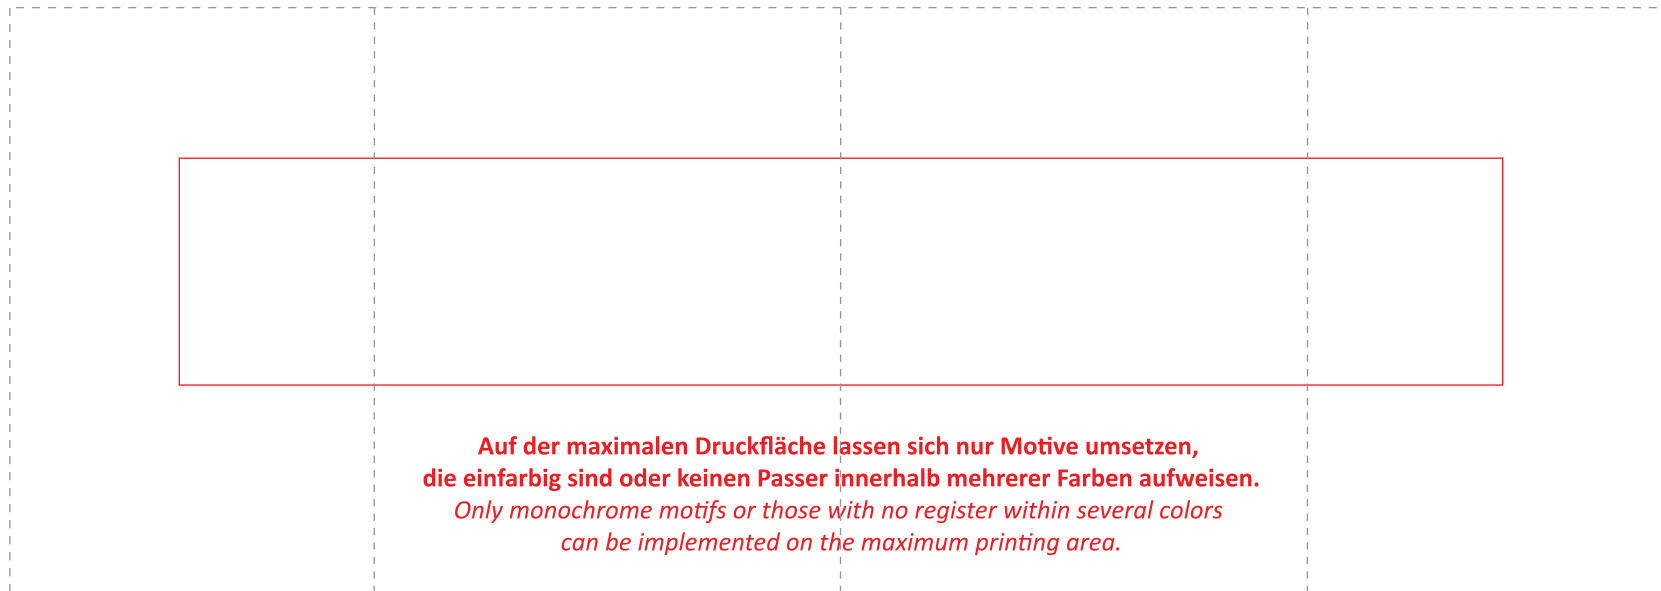 Auf der maximalen Druckfläche lassen sich nur Motive umsetzen,
die einfarbig sind oder keinen Passer innerhalb mehrerer Farben aufweisen.
Only monochrome motifs or those with no register within several colors
can be implemented on the maximum printing area.